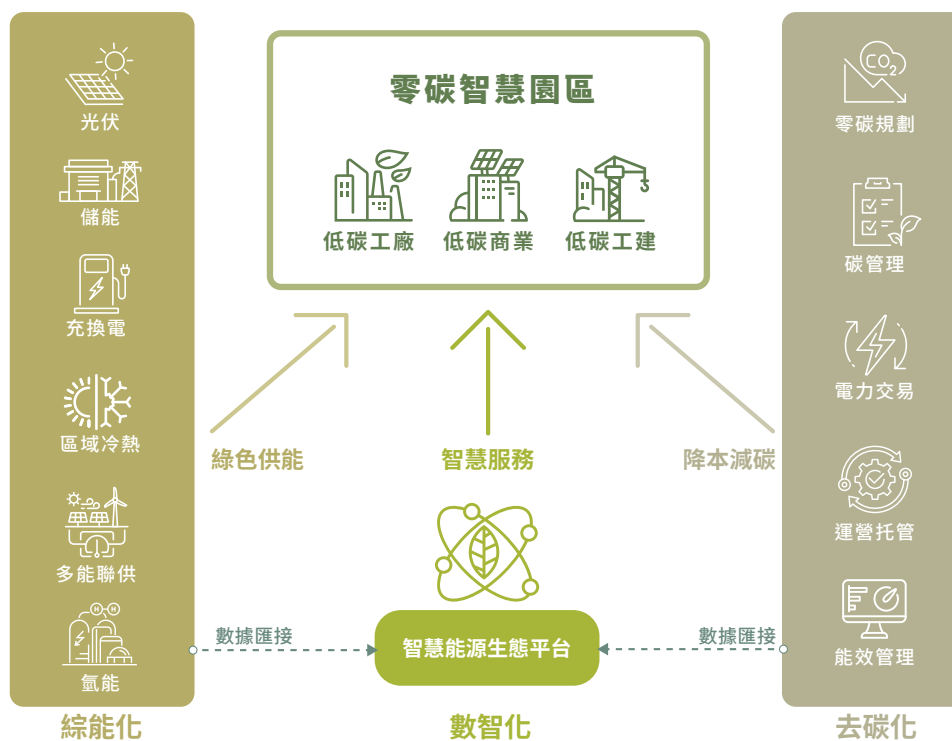 零碳智慧園區
低碳工廠
低碳商業
低碳工建
光伏
儲能
充換電
區域冷熱
多能聯供
H H
氫能
綜能化
綠色供能
智慧服務
降本減碳
數據匯接
智慧能源生態平台
數據匯接
數智化
CO2
零碳規劃
碳管理
電力交易
運營托管
能效管理
去碳化